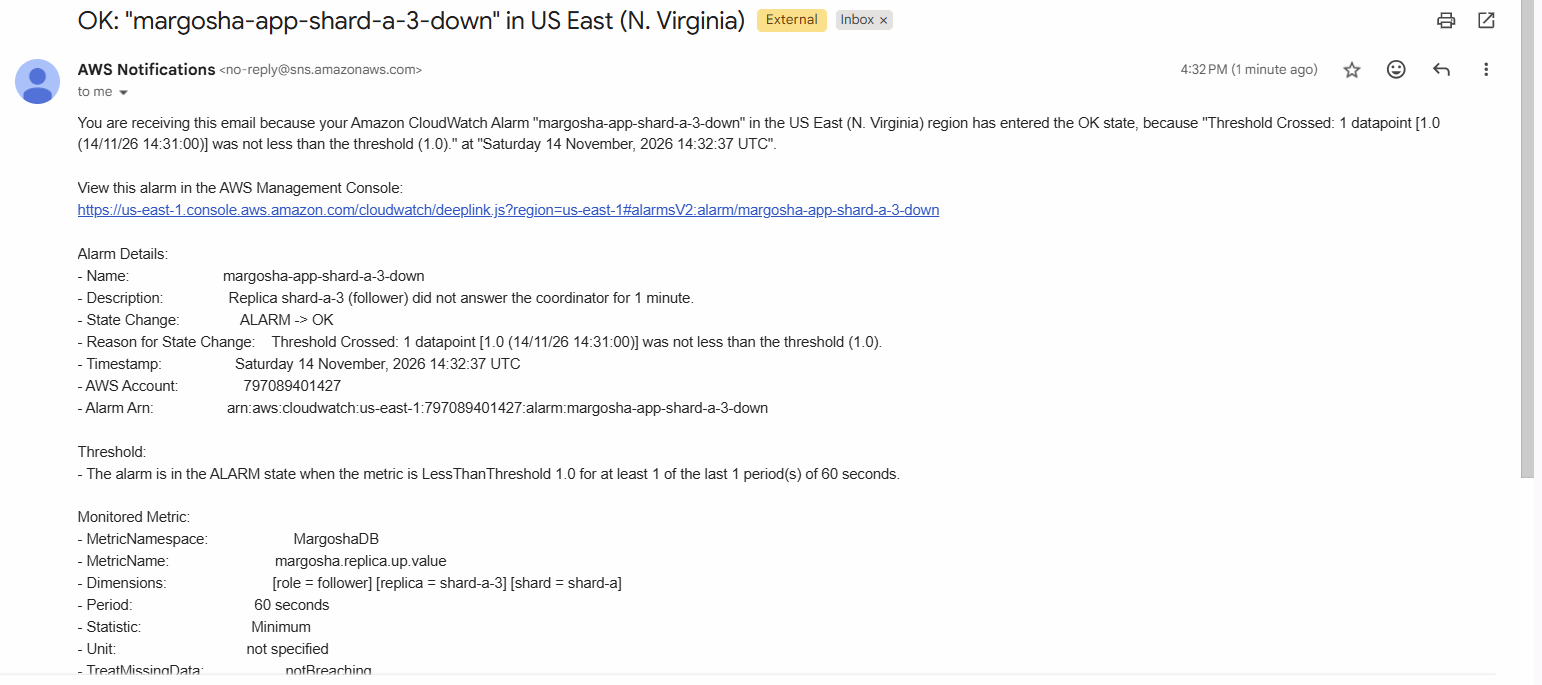 OK: "margosha-app-shard-a-3-down" in US East (N. Virginia) External Inbox ×
AWS Notifications <no-reply@sns.amazonaws.com> 4:32 PM (1 minute ago)
to me
You are receiving this email because your Amazon CloudWatch Alarm "margosha-app-shard-a-3-down" in the US East (N. Virginia) region has entered the OK state, because "Threshold Crossed: 1 datapoint [1.0
(14/11/26 14:31:00)] was not less than the threshold (1.0)." at "Saturday 14 November, 2026 14:32:37 UTC".
View this alarm in the AWS Management Console:
https://us-east-1.console.aws.amazon.com/cloudwatch/deeplink.js?region=us-east-1#alarmsV2:alarm/margosha-app-shard-a-3-down
Alarm Details:
- Name: margosha-app-shard-a-3-down
- Description: Replica shard-a-3 (follower) did not answer the coordinator for 1 minute.
- State Change: ALARM -> OK
- Reason for State Change: Threshold Crossed: 1 datapoint [1.0 (14/11/26 14:31:00)] was not less than the threshold (1.0).
- Timestamp: Saturday 14 November, 2026 14:32:37 UTC
- AWS Account: 797089401427
- Alarm Arn: arn:aws:cloudwatch:us-east-1:797089401427:alarm:margosha-app-shard-a-3-down
Threshold:
- The alarm is in the ALARM state when the metric is LessThanThreshold 1.0 for at least 1 of the last 1 period(s) of 60 seconds.
Monitored Metric:
- MetricNamespace: MargoshaDB
- MetricName: margosha.replica.up.value
- Dimensions: [role = follower] [replica = shard-a-3] [shard = shard-a]
- Period: 60 seconds
- Statistic: Minimum
- Unit: not specified
- TreatMissingData: notBreaching